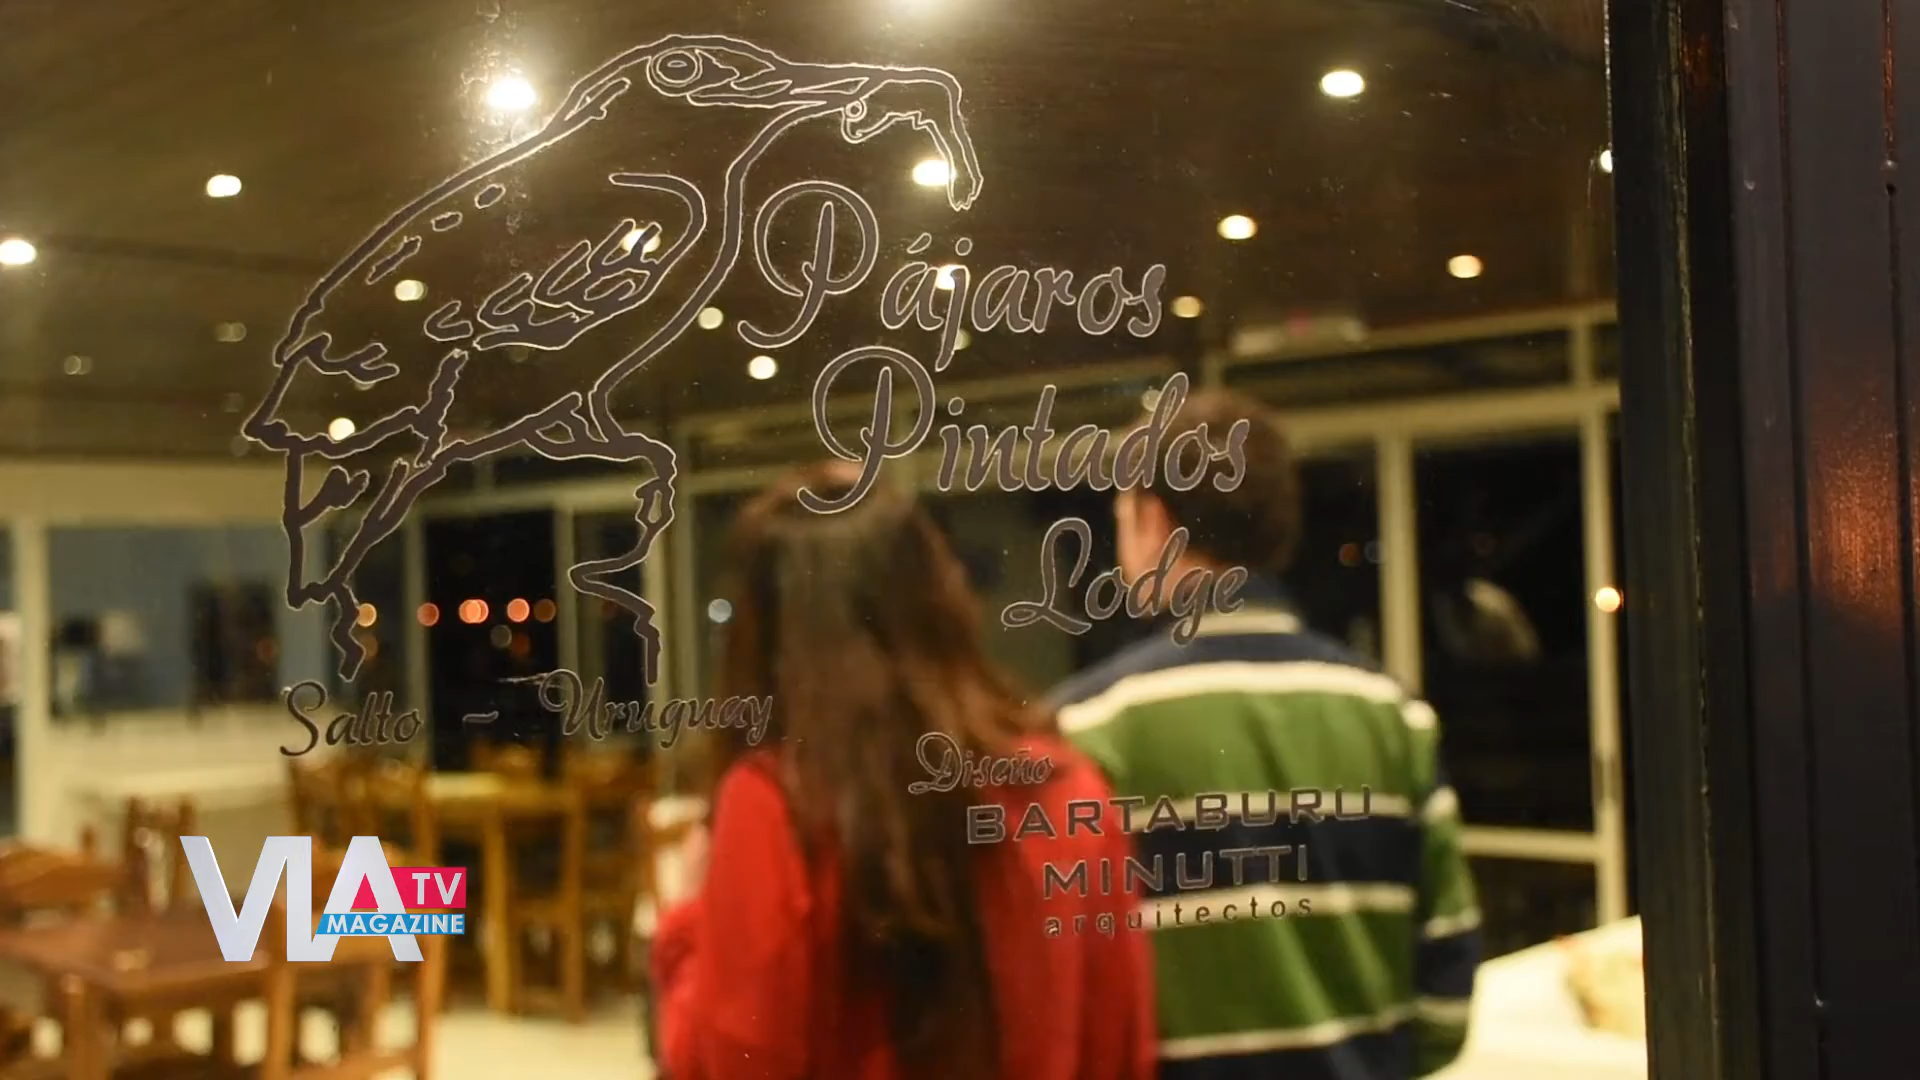 Pájaros
Pintados
Lodge
Salto - Uruguay
Diseño
BARTABURU
MINUTTI
arquitectos
VIA TV
MAGAZINE